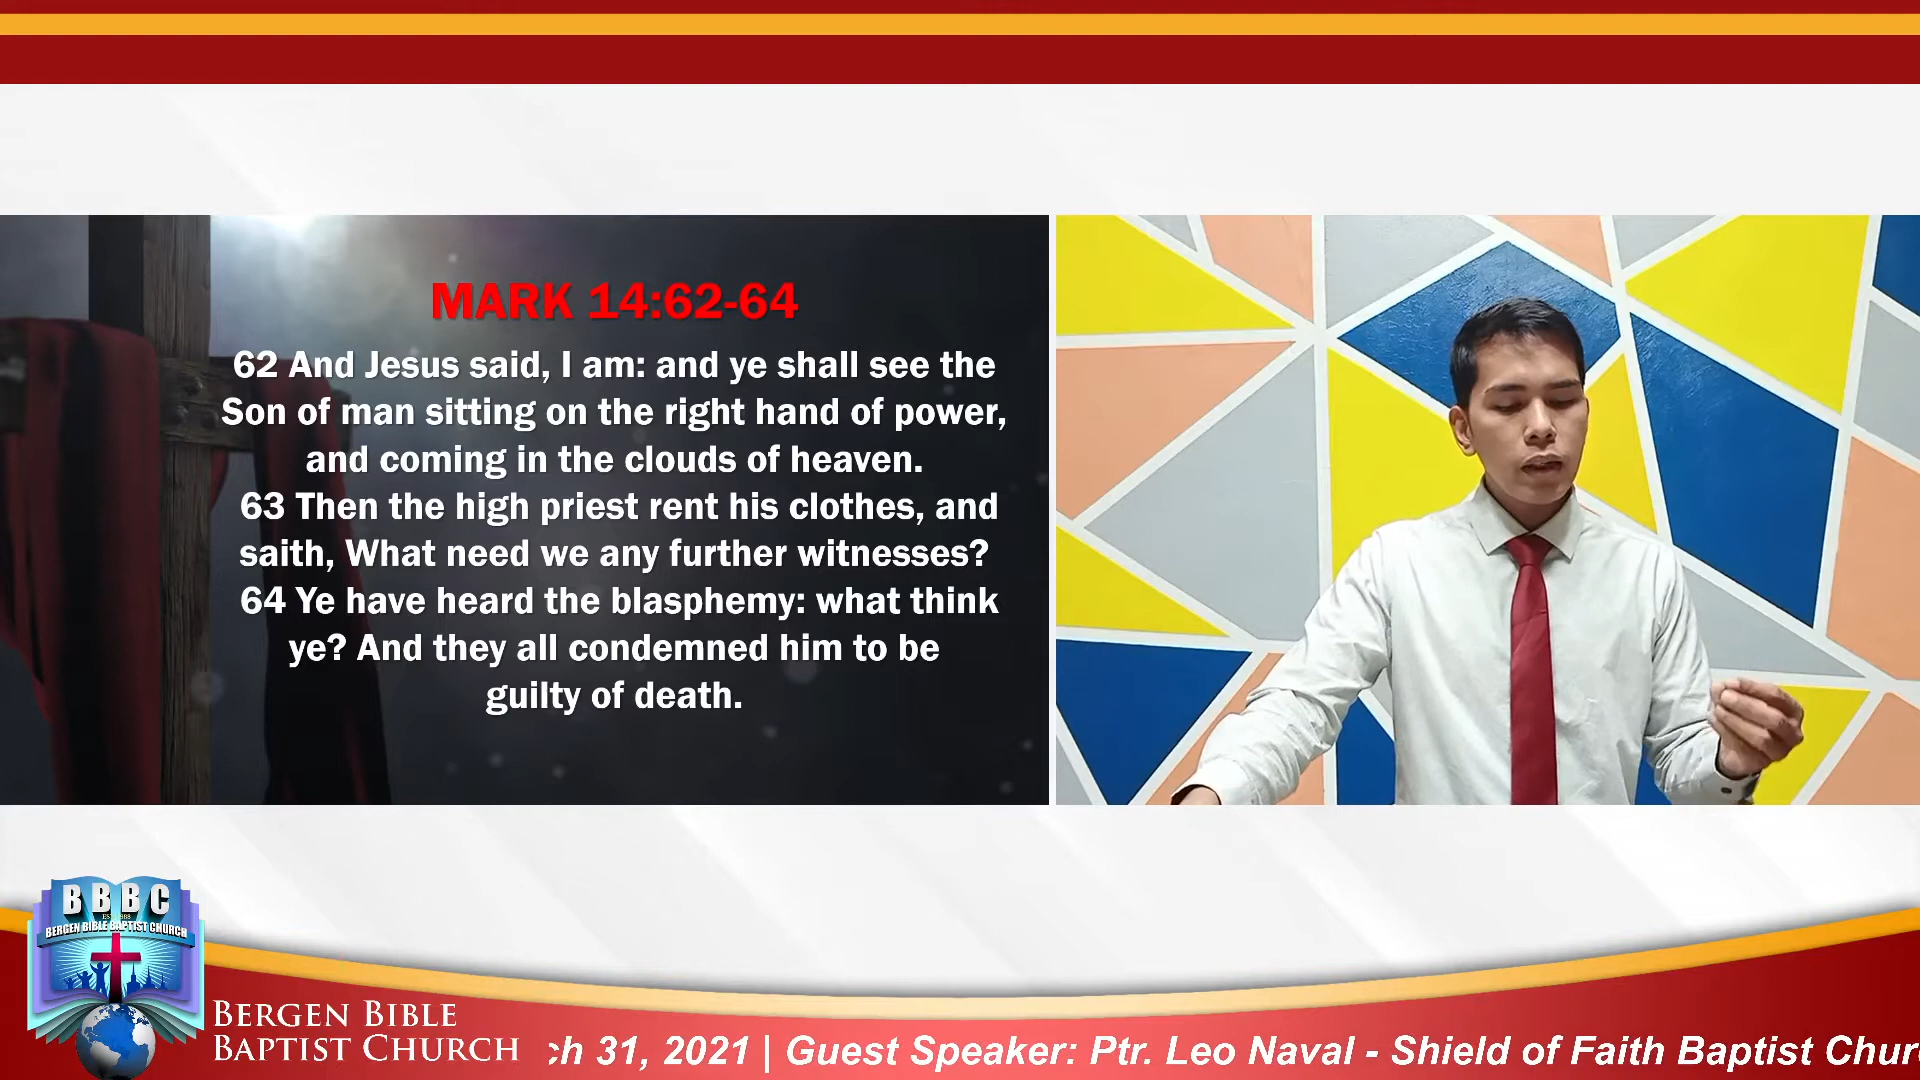 MARK 14:62-64
62 And Jesus said, I am: and ye shall see the
Son of man sitting on the right hand of power,
and coming in the clouds of heaven.
63 Then the high priest rent his clothes, and
saith, What need we any further witnesses?
64 Ye have heard the blasphemy: what think
ye? And they all condemned him to be
guilty of death.
BBBC
BERGEN BIBLE BAPTIST CHURCH
BERGEN BIBLE
BAPTIST CHURCH
ch 31, 2021 | Guest Speaker: Ptr. Leo Naval - Shield of Faith Baptist Chur